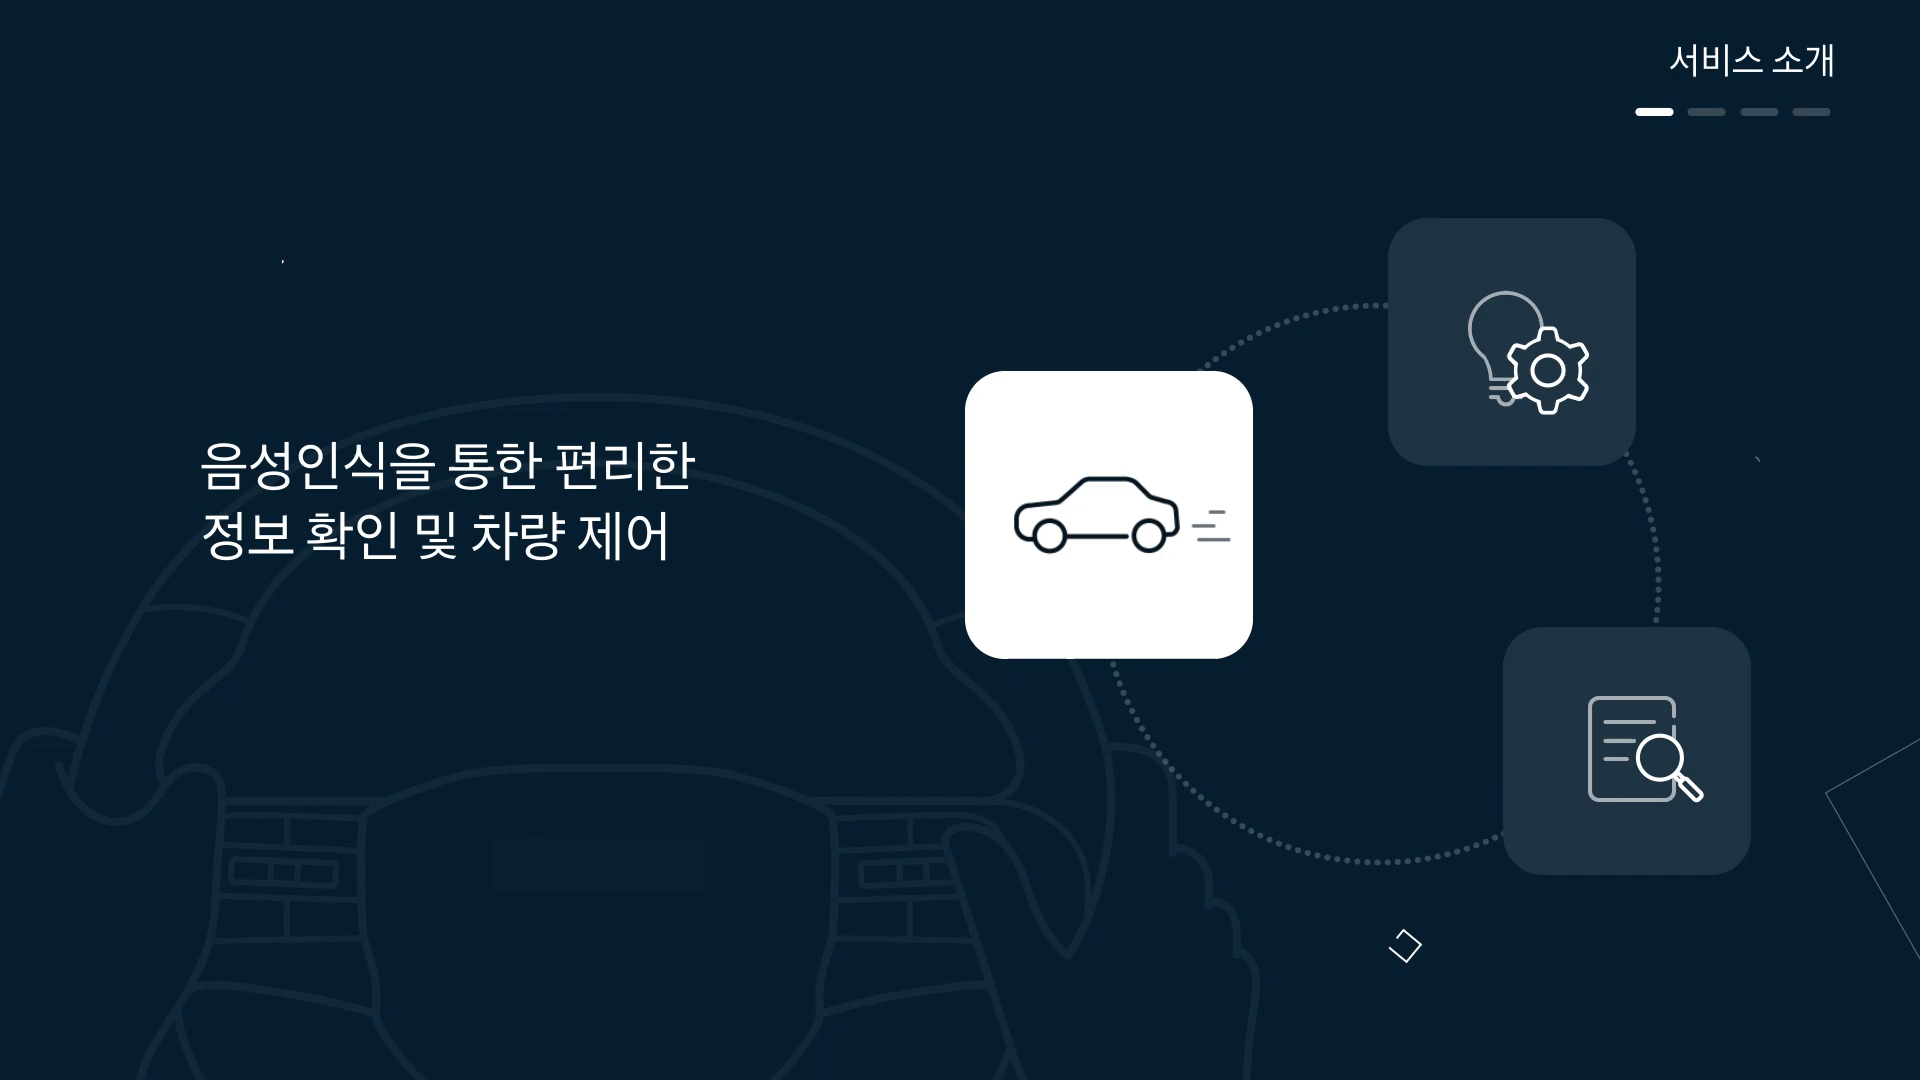 서비스 소개
음성인식을 통한 편리한
정보 확인 및 차량 제어